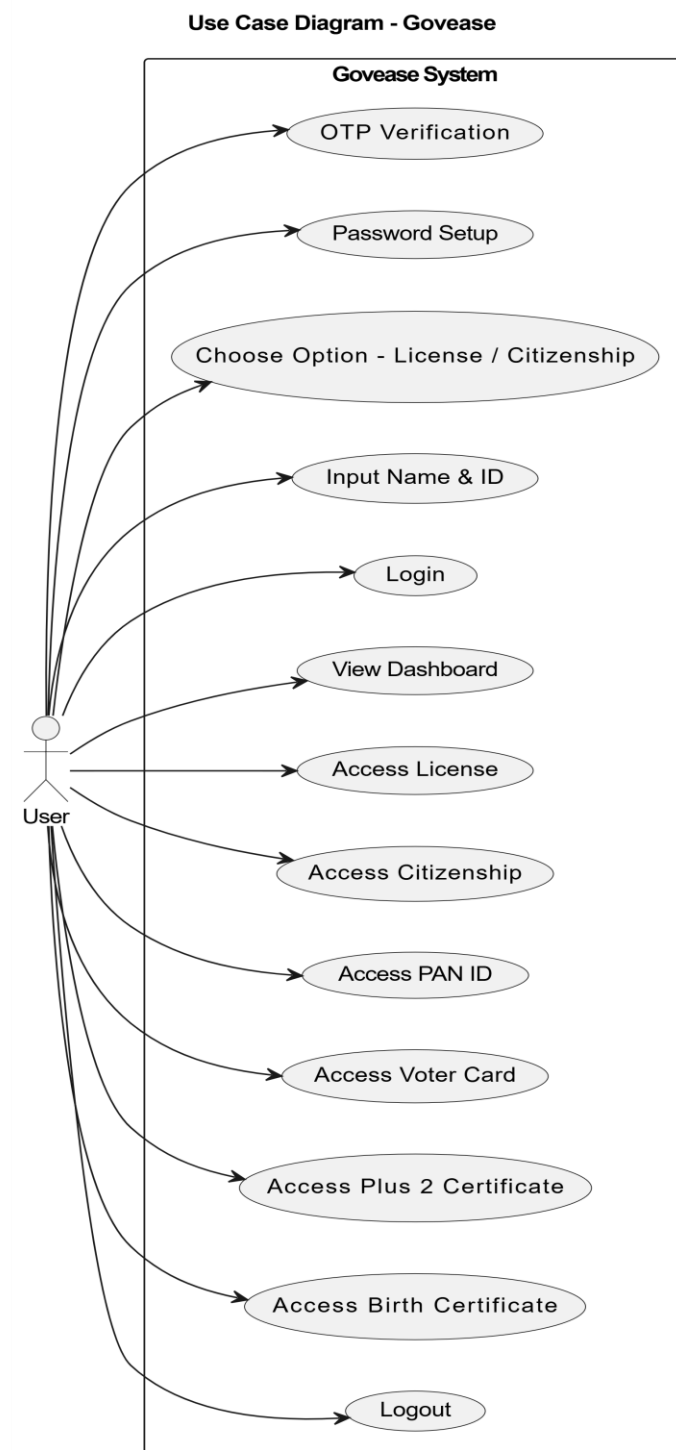 Use Case Diagram - Govease
Govease System
OTP Verification
Password Setup
Choose Option - License / Citizenship
Input Name & ID
Login
View Dashboard
Access License
User
Access Citizenship
Access PAN ID
Access Voter Card
Access Plus 2 Certificate
Access Birth Certificate
Logout